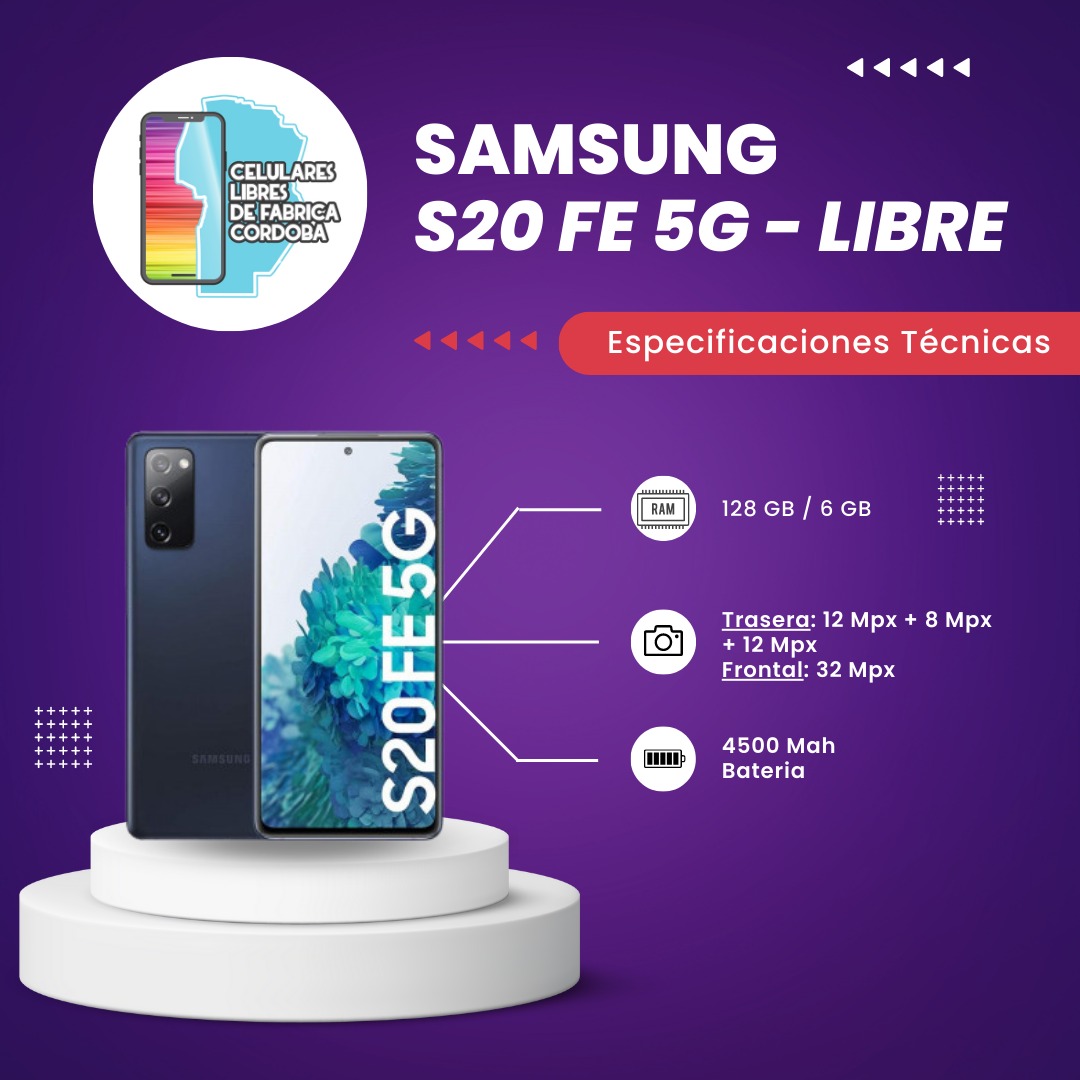 CELULARES
LIBRES
DE FABRICA
CORDOBA
SAMSUNG
S20 FE 5G - LIBRE
Especificaciones Técnicas
SAMSUNG
S20 FE 5G
RAM
128 GB / 6 GB
Trasera: 12 Mpx + 8 Mpx
+ 12 Mpx
Frontal: 32 Mpx
4500 Mah
Bateria